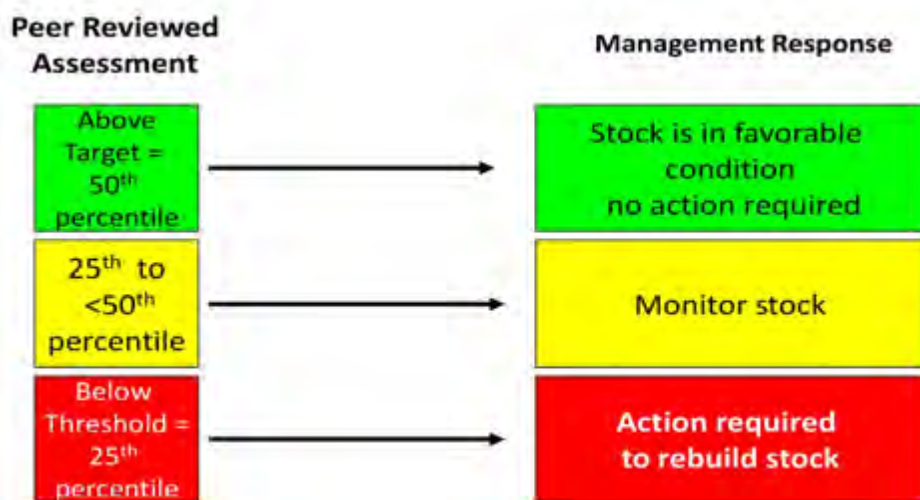 Peer Reviewed
Assessment
Management Response
Above
Target =
50th
percentile
Stock is in favorable
condition
no action required
25th to
<50th
percentile
Monitor stock
Below
Threshold =
25th
percentile
Action required
to rebuild stock